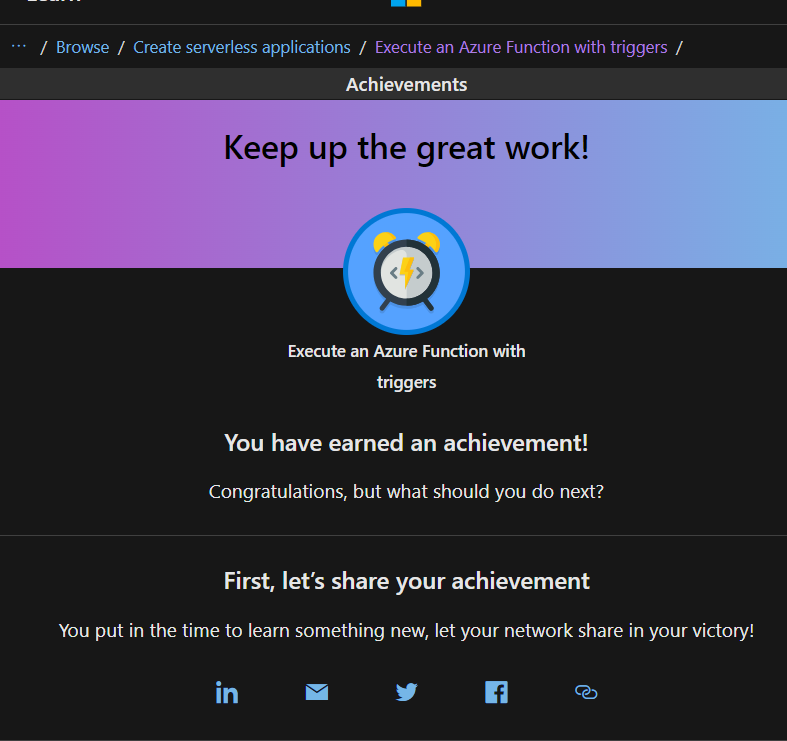 Learn
··· / Browse / Create serverless applications / Execute an Azure Function with triggers /
Achievements
Keep up the great work!
Execute an Azure Function with
triggers
You have earned an achievement!
Congratulations, but what should you do next?
First, let’s share your achievement
You put in the time to learn something new, let your network share in your victory!